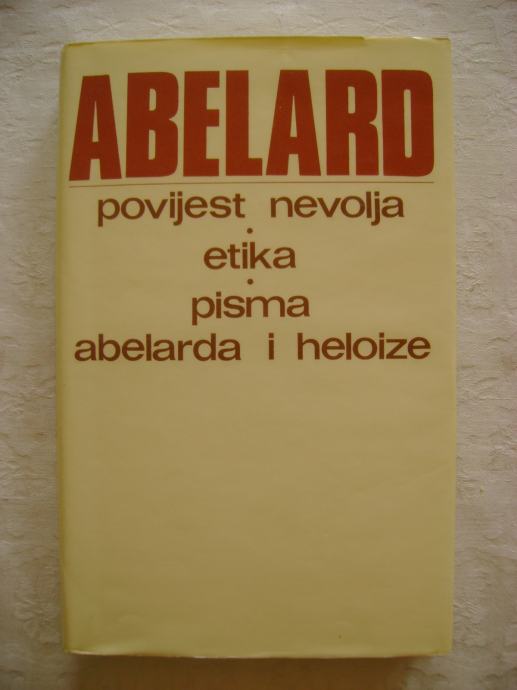 ABELARD
povijest nevolja
·
etika
·
pisma
abelarda i heloize